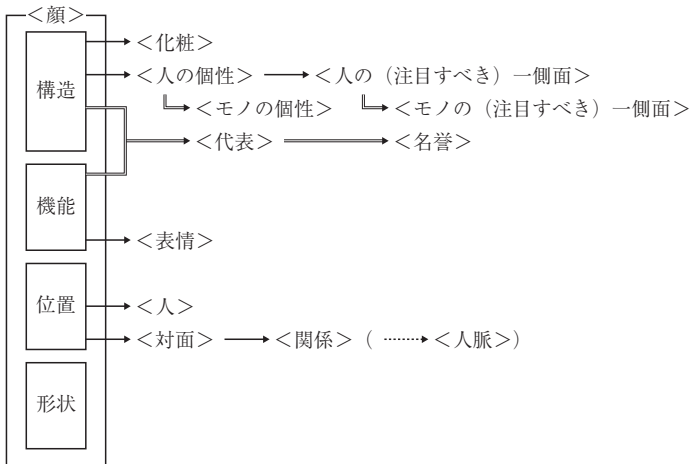 ＜顔＞
構造
＜化粧＞
＜人の個性＞ ＜人の（注目すべき）一側面＞
＜モノの個性＞ ＜モノの（注目すべき）一側面＞
＜代表＞ ＜名誉＞
機能
＜表情＞
位置
＜人＞
＜対面＞ ＜関係＞（ ＜人脈＞）
形状